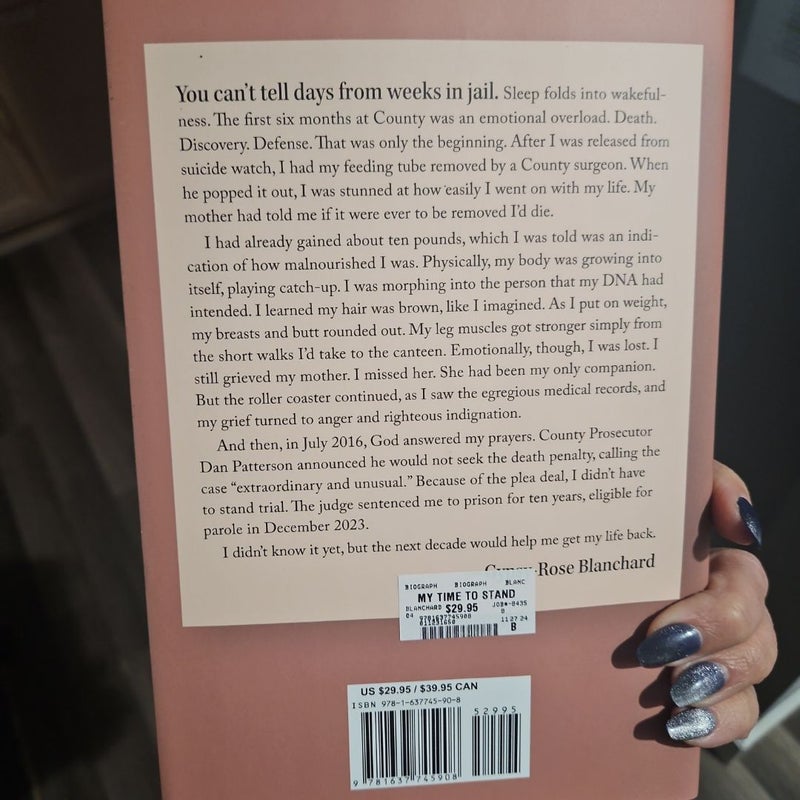 You can't tell days from weeks in jail. Sleep folds into wakeful-
ness. The first six months at County was an emotional overload. Death.
Discovery. Defense. That was only the beginning. After I was released from
suicide watch, I had my feeding tube removed by a County surgeon. When
he popped it out, I was stunned at how easily I went on with my life. My
mother had told me if it were ever to be removed I'd die.
I had already gained about ten pounds, which I was told was an indi-
cation of how malnourished I was. Physically, my body was growing into
itself, playing catch-up. I was morphing into the person that my DNA had
intended. I learned my hair was brown, like I imagined. As I put on weight,
my breasts and butt rounded out. My leg muscles got stronger simply from
the short walks I'd take to the canteen. Emotionally, though, I was lost. I
still grieved my mother. I missed her. She had been my only companion.
But the roller coaster continued, as I saw the egregious medical records, and
my grief turned to anger and righteous indignation.
And then, in July 2016, God answered my prayers. County Prosecutor
Dan Patterson announced he would not seek the death penalty, calling the
case “extraordinary and unusual.” Because of the plea deal, I didn't have
to stand trial. The judge sentenced me to prison for ten years, eligible for
parole in December 2023.
I didn't know it yet, but the next decade would help me get my life back.
Gypsy-Rose Blanchard
BIOGRAPH BIOGRAPH BLANC
MY TIME TO STAND
BLANCHARD $29.95
04 9781637745908 B
11 27 24
B
US $29.95 / $39.95 CAN
ISBN 978-1-637745-90-8
52995
9 781637 745908